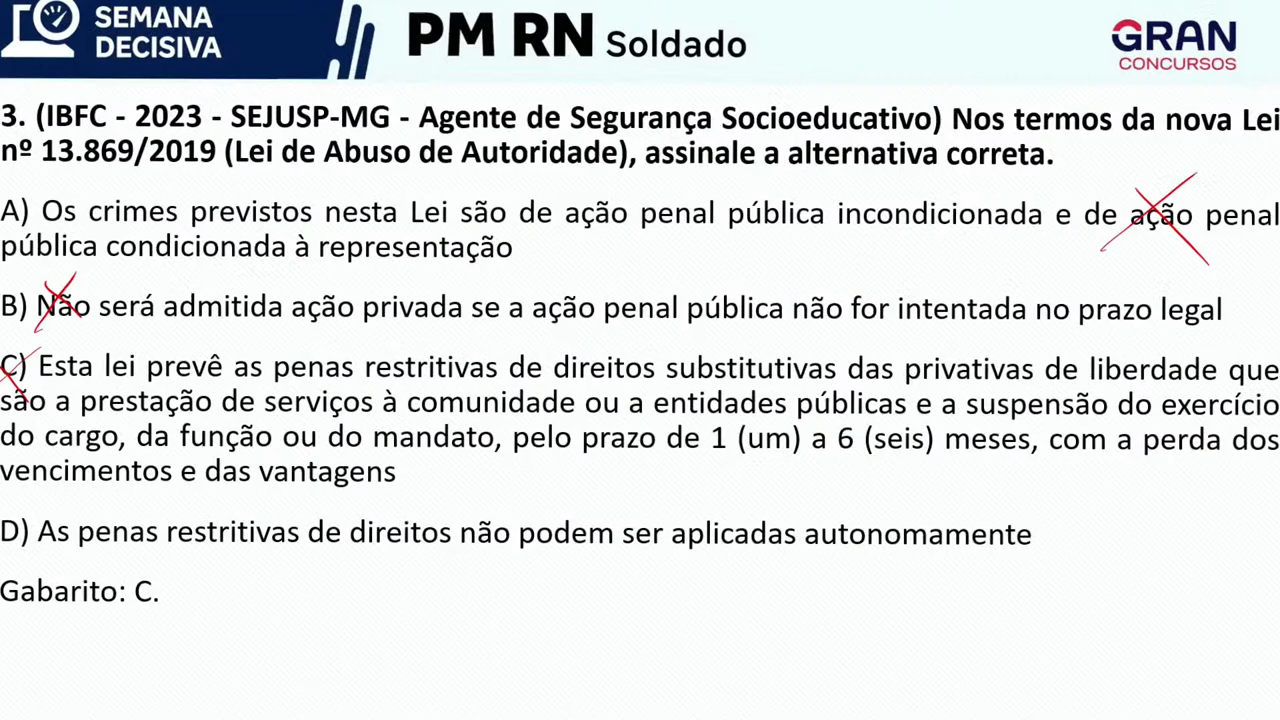 SEMANA
DECISIVA
PM RN Soldado
GRAN
CONCURSOS
3. (IBFC - 2023 - SEJUSP-MG - Agente de Segurança Socioeducativo) Nos termos da nova Lei
nº 13.869/2019 (Lei de Abuso de Autoridade), assinale a alternativa correta.
A) Os crimes previstos nesta Lei são de ação penal pública incondicionada e de ação penal
pública condicionada à representação
B) Não será admitida ação privada se a ação penal pública não for intentada no prazo legal
C) Esta lei prevê as penas restritivas de direitos substitutivas das privativas de liberdade que
são a prestação de serviços à comunidade ou a entidades públicas e a suspensão do exercício
do cargo, da função ou do mandato, pelo prazo de 1 (um) a 6 (seis) meses, com a perda dos
vencimentos e das vantagens
D) As penas restritivas de direitos não podem ser aplicadas autonomamente
Gabarito: C.